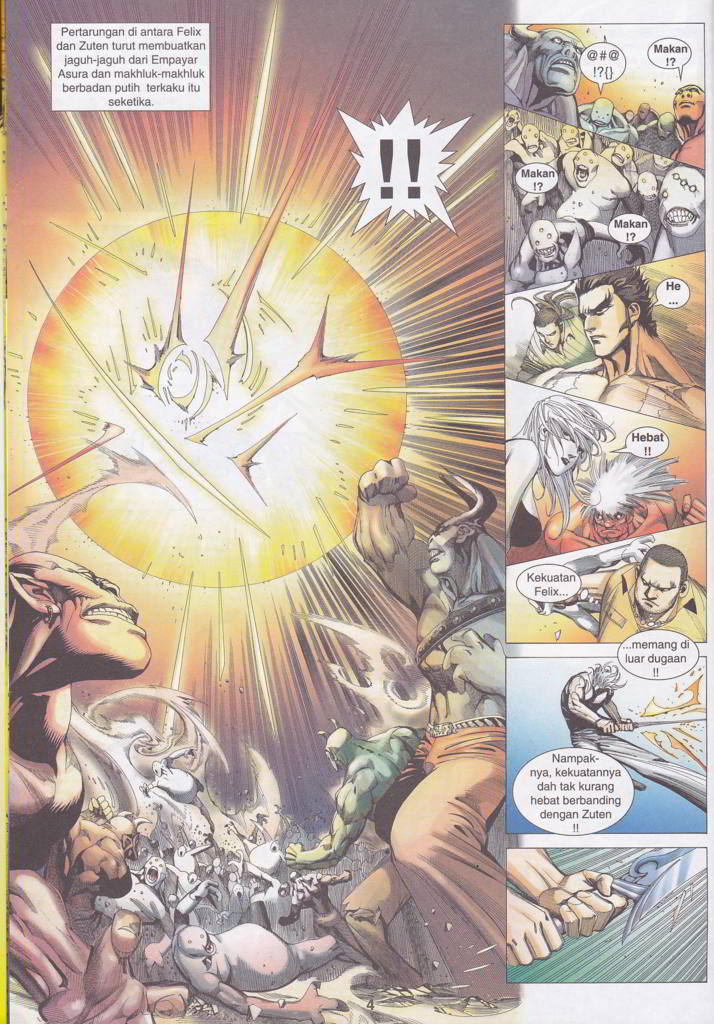 Pertarungan di antara Felix
dan Zuten turut membuatkan
jaguh-jaguh dari Empayar
Asura dan makhluk-makhluk
berbadan putih terkaku itu
seketika.
!!
@#@
!?{}
Makan
!?
Makan
!?
Makan
!?
He
...
Hebat
!!
Kekuatan
Felix...
...memang di
luar dugaan
!!
Nampak-
nya, kekuatannya
dah tak kurang
hebat berbanding
dengan Zuten
!!
4